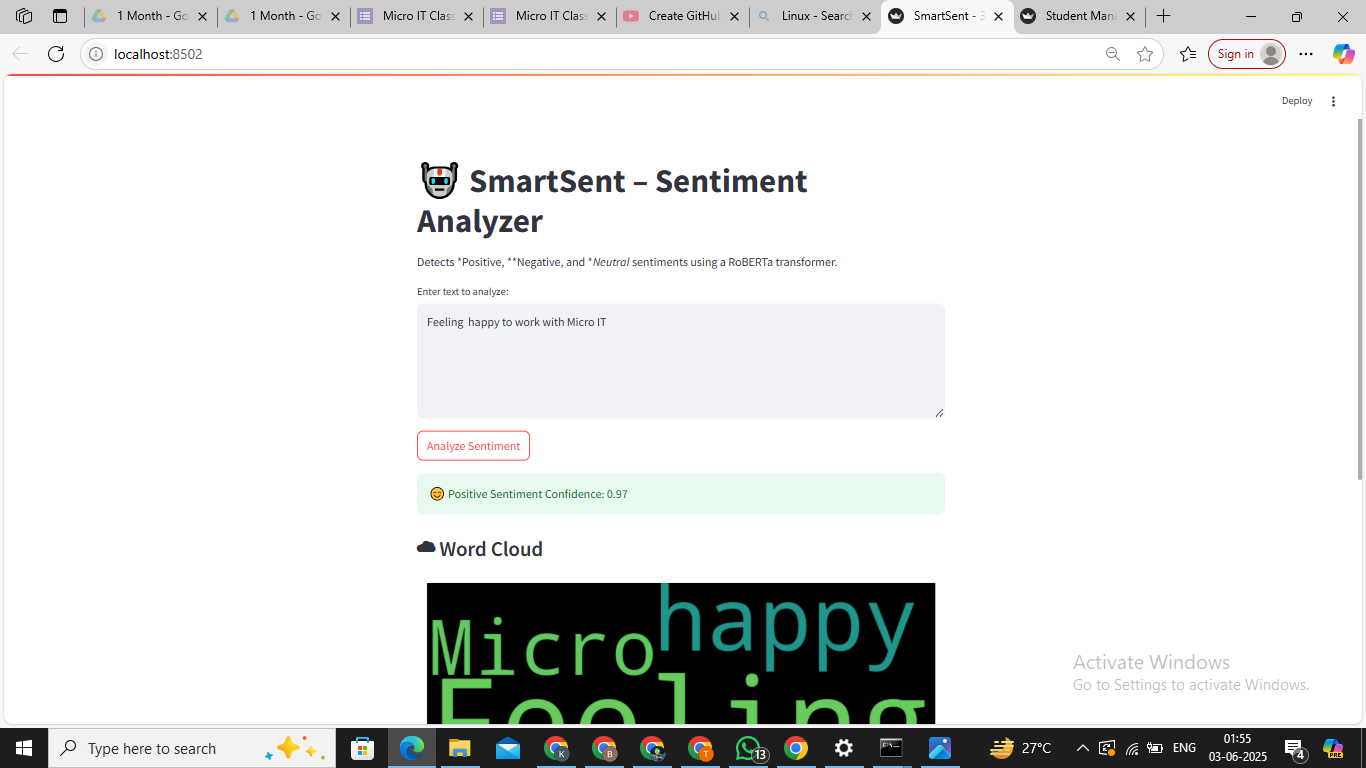 1 Month - Go
1 Month - Go
Micro IT Class
Micro IT Class
Create GitHub
Linux - Search
SmartSent - 3
Student Mana
localhost:8502
Sign in
Deploy
SmartSent – Sentiment
Analyzer
Detects *Positive, **Negative, and *Neutral sentiments using a RoBERTa transformer.
Enter text to analyze:
Feeling  happy to work with Micro IT
Analyze Sentiment
Positive Sentiment Confidence: 0.97
Word Cloud
happy
Micro
Feeling
Activate Windows
Go to Settings to activate Windows.
Type here to search
K
B
T
13
27°C
ENG
01:55
03-06-2025
4
PRE